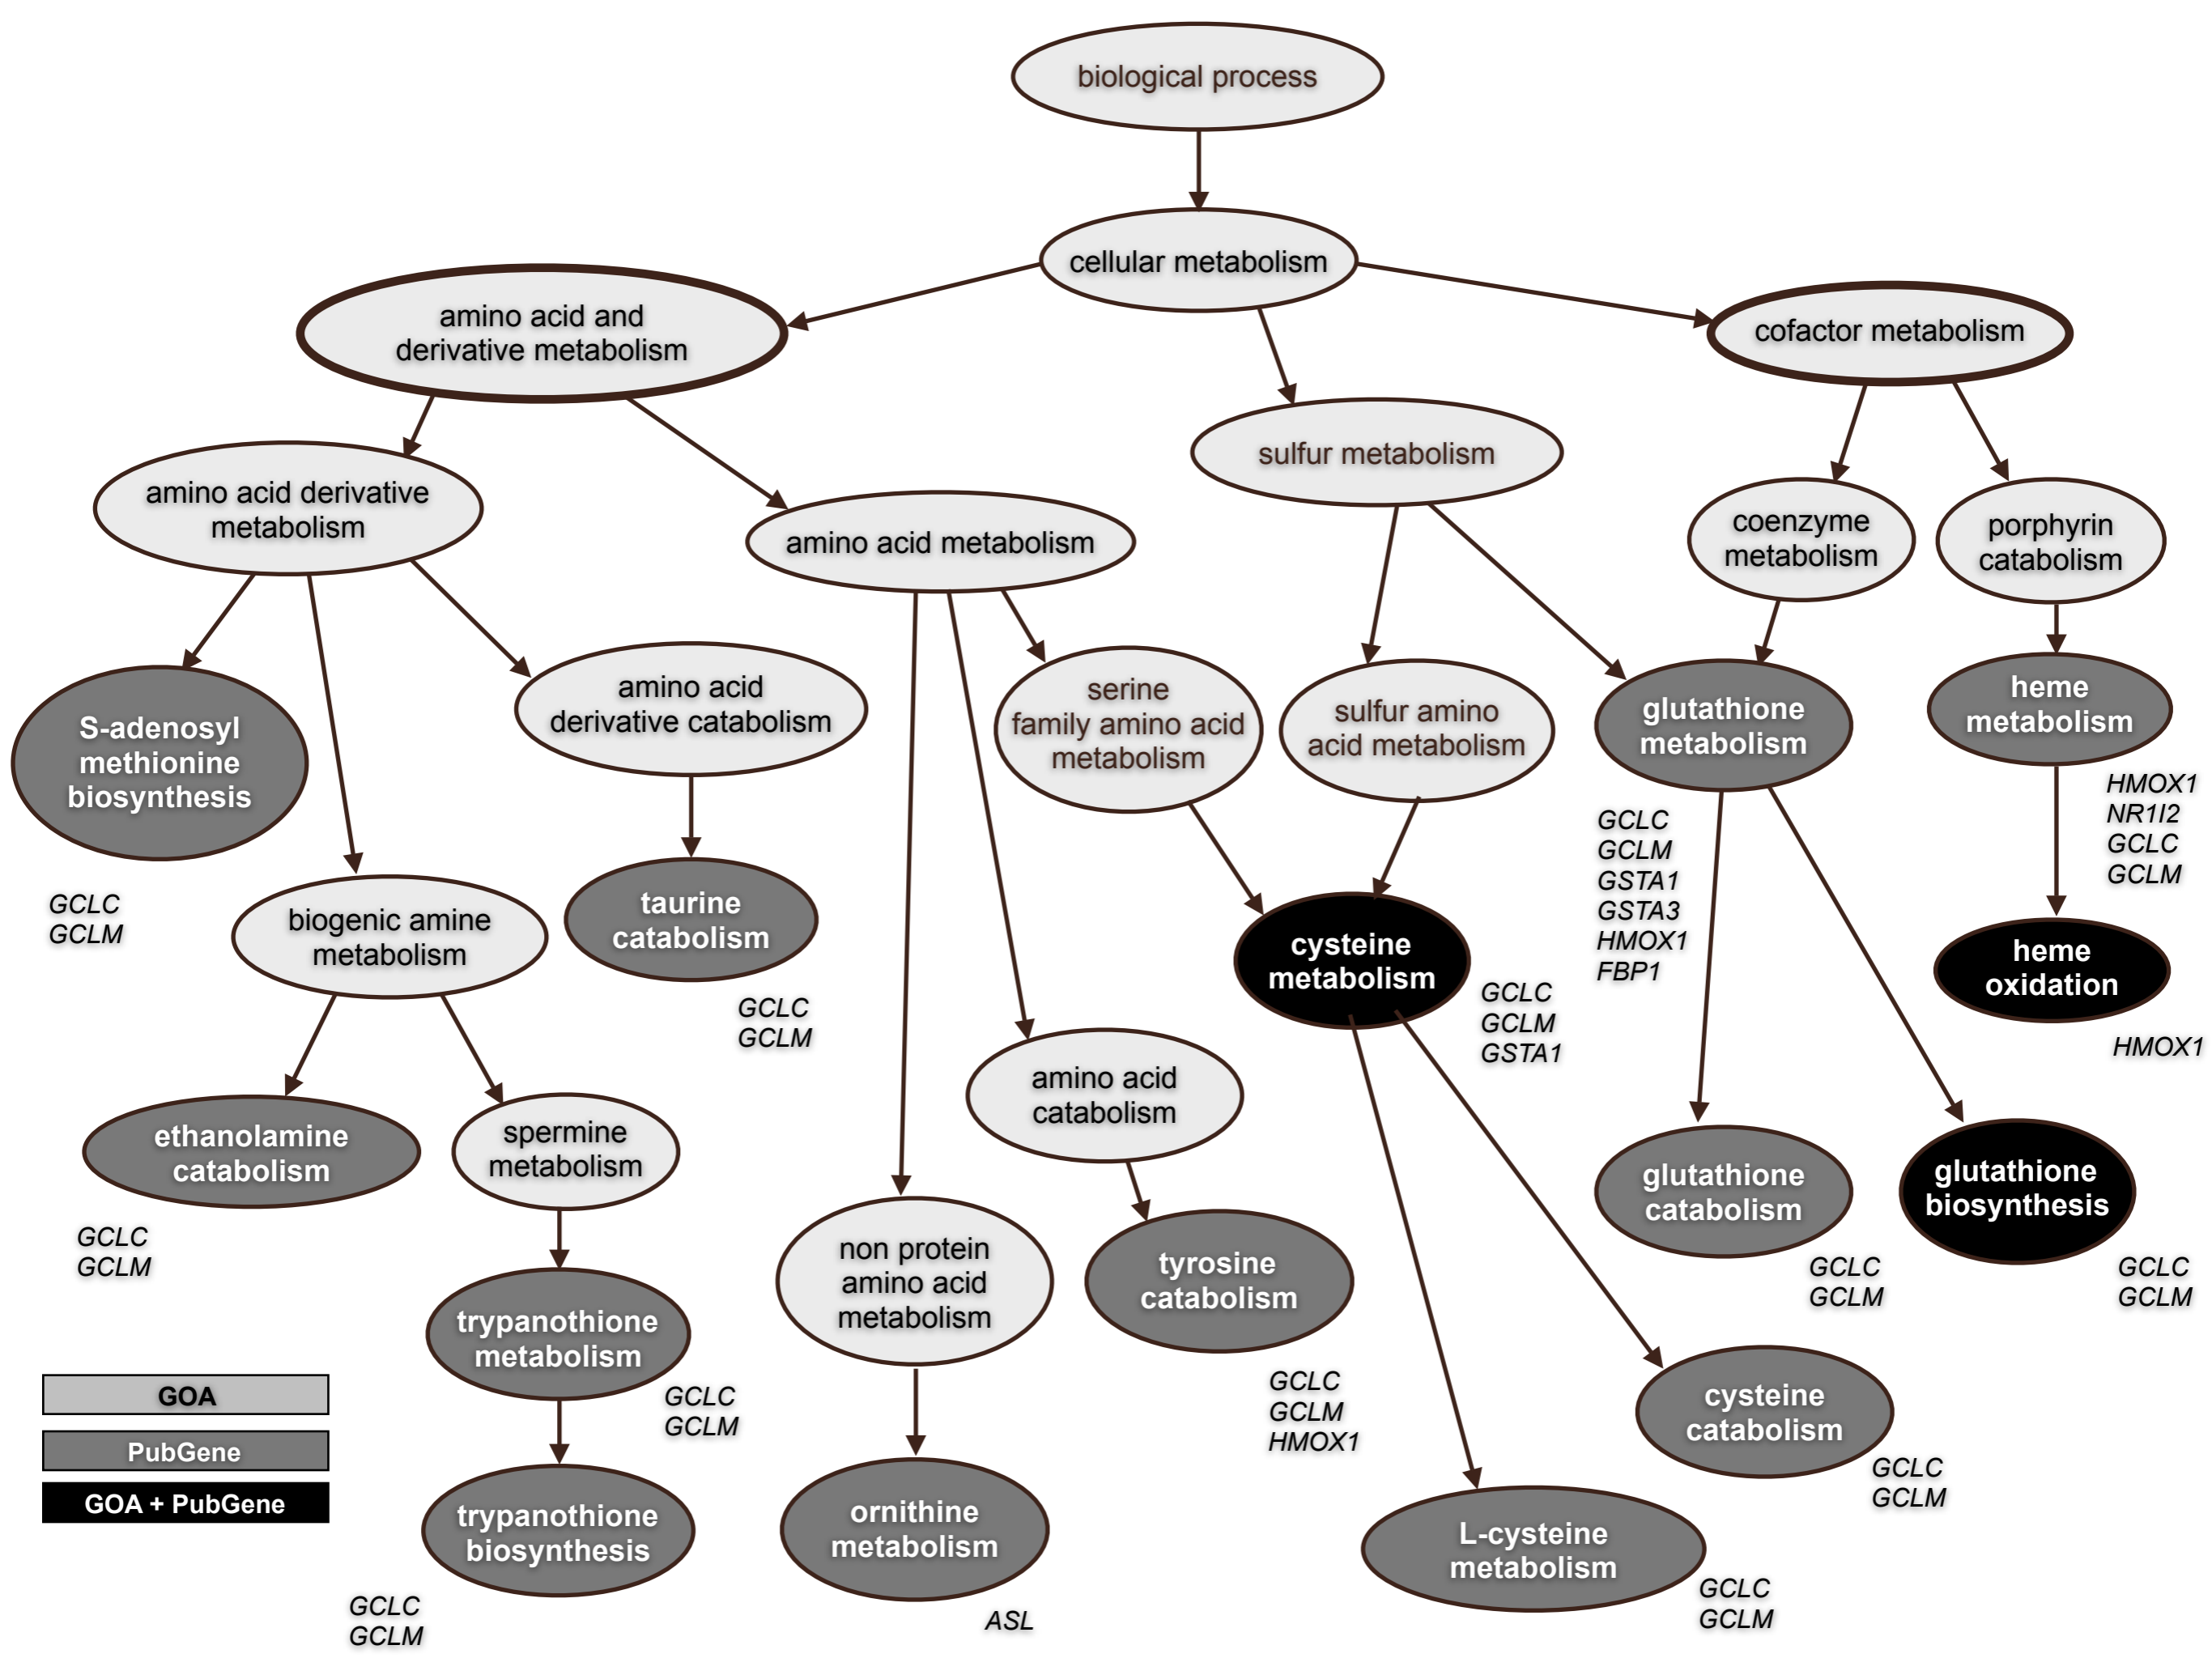 biological process
cellular metabolism
amino acid and
derivative metabolism
cofactor metabolism
sulfur metabolism
amino acid derivative
metabolism
amino acid metabolism
coenzyme
metabolism
porphyrin
catabolism
S-adenosyl
methionine
biosynthesis
GCLC
GCLM
amino acid
derivative catabolism
serine
family amino acid
metabolism
sulfur amino
acid metabolism
glutathione
metabolism
GCLC
GCLM
GSTA1
GSTA3
HMOX1
FBP1
heme
metabolism
HMOX1
NR1I2
GCLC
GCLM
biogenic amine
metabolism
taurine
catabolism
GCLC
GCLM
cysteine
metabolism
GCLC
GCLM
GSTA1
heme
oxidation
HMOX1
ethanolamine
catabolism
GCLC
GCLM
spermine
metabolism
amino acid
catabolism
glutathione
catabolism
GCLC
GCLM
glutathione
biosynthesis
GCLC
GCLM
trypanothione
metabolism
GCLC
GCLM
non protein
amino acid
metabolism
tyrosine
catabolism
GCLC
GCLM
HMOX1
cysteine
catabolism
GCLC
GCLM
trypanothione
biosynthesis
GCLC
GCLM
ornithine
metabolism
ASL
L-cysteine
metabolism
GCLC
GCLM
GOA
PubGene
GOA + PubGene